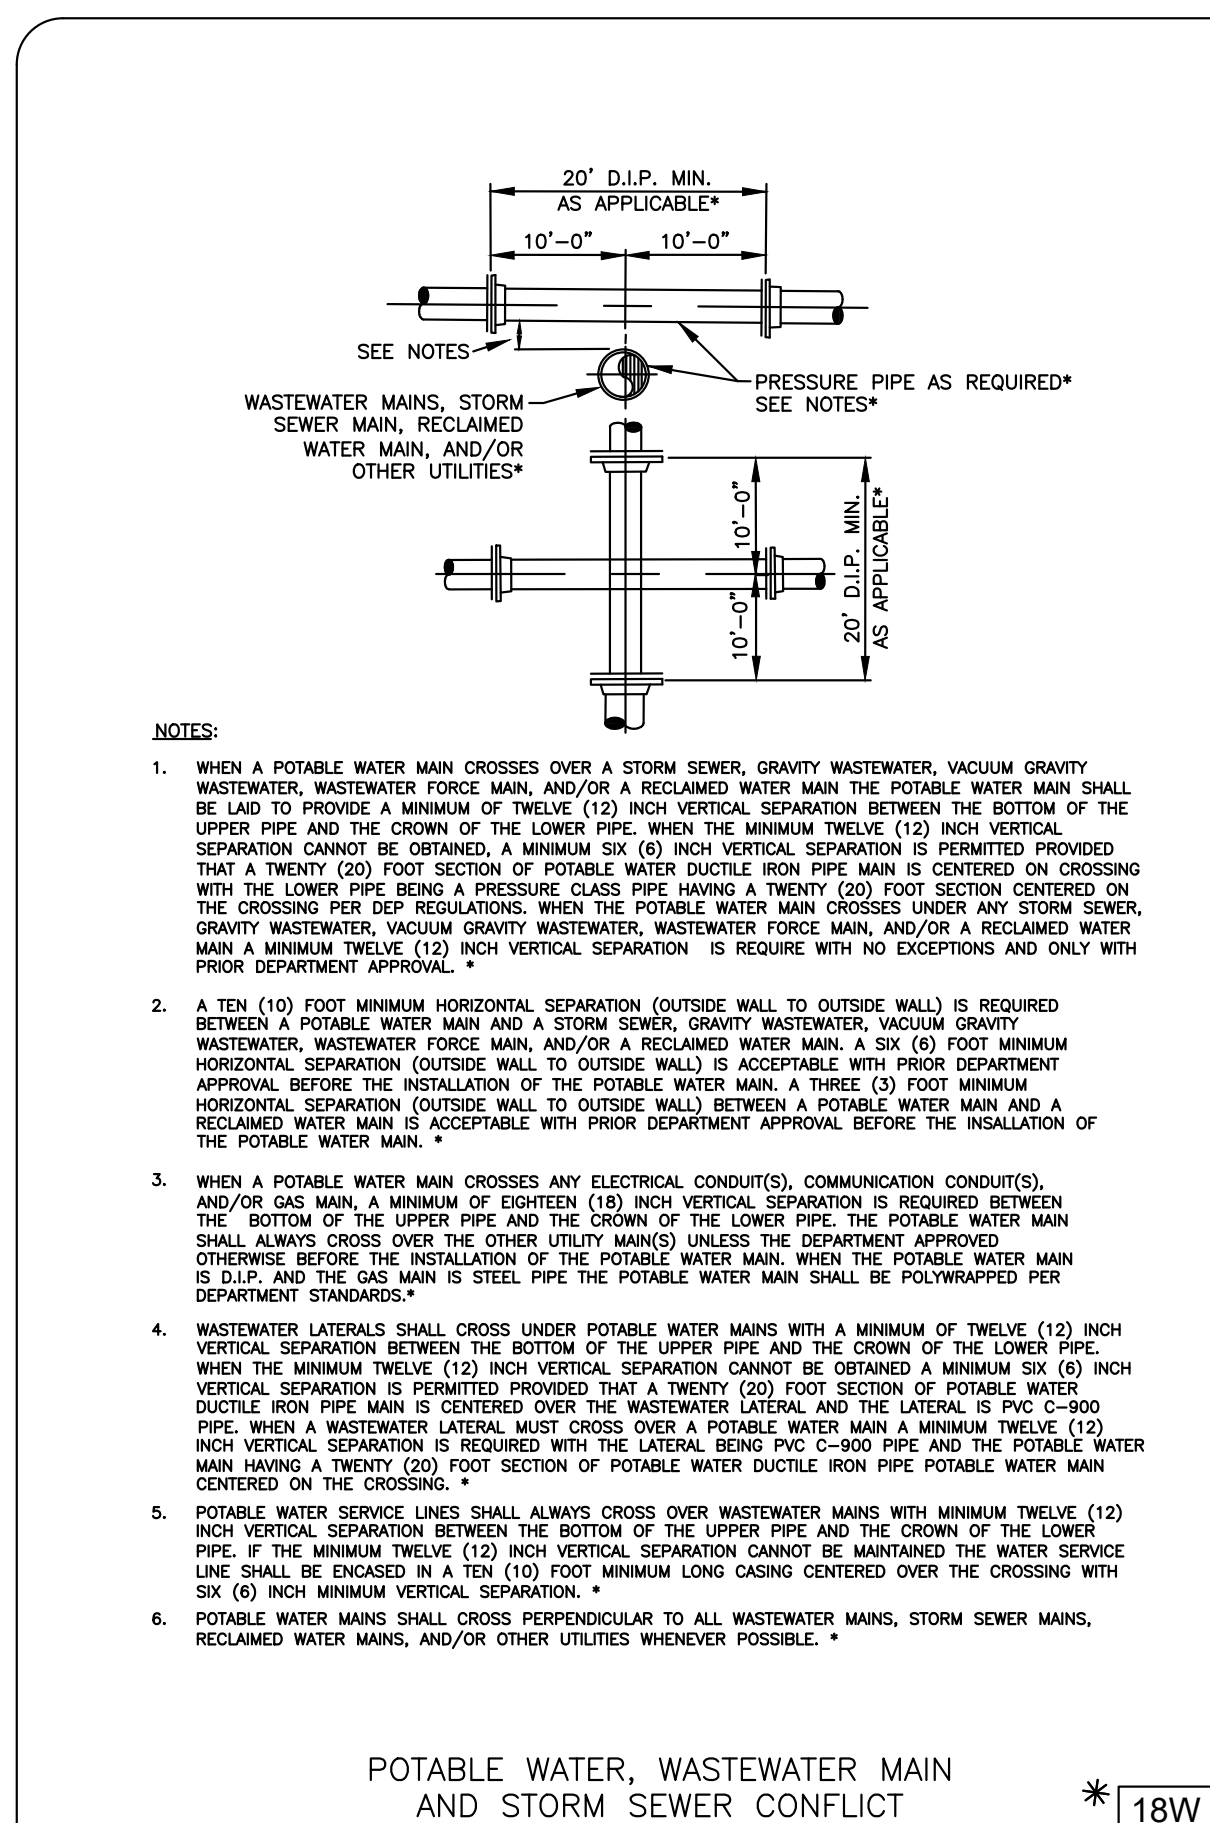 20' D.I.P. MIN.
AS APPLICABLE*
10'-0"
10'-0"
SEE NOTES
PRESSURE PIPE AS REQUIRED*
SEE NOTES*
WASTEWATER MAINS, STORM
SEWER MAIN, RECLAIMED
WATER MAIN, AND/OR
OTHER UTILITIES*
10'-0"
10'-0"
20' D.I.P. MIN.
AS APPLICABLE*
NOTES:
1. WHEN A POTABLE WATER MAIN CROSSES OVER A STORM SEWER, GRAVITY WASTEWATER, VACUUM GRAVITY
WASTEWATER, WASTEWATER FORCE MAIN, AND/OR A RECLAIMED WATER MAIN THE POTABLE WATER MAIN SHALL
BE LAID TO PROVIDE A MINIMUM OF TWELVE (12) INCH VERTICAL SEPARATION BETWEEN THE BOTTOM OF THE
UPPER PIPE AND THE CROWN OF THE LOWER PIPE. WHEN THE MINIMUM TWELVE (12) INCH VERTICAL
SEPARATION CANNOT BE OBTAINED, A MINIMUM SIX (6) INCH VERTICAL SEPARATION IS PERMITTED PROVIDED
THAT A TWENTY (20) FOOT SECTION OF POTABLE WATER DUCTILE IRON PIPE MAIN IS CENTERED ON CROSSING
WITH THE LOWER PIPE BEING A PRESSURE CLASS PIPE HAVING A TWENTY (20) FOOT SECTION CENTERED ON
THE CROSSING PER DEP REGULATIONS. WHEN THE POTABLE WATER MAIN CROSSES UNDER ANY STORM SEWER,
GRAVITY WASTEWATER, VACUUM GRAVITY WASTEWATER, WASTEWATER FORCE MAIN, AND/OR A RECLAIMED WATER
MAIN A MINIMUM TWELVE (12) INCH VERTICAL SEPARATION IS REQUIRE WITH NO EXCEPTIONS AND ONLY WITH
PRIOR DEPARTMENT APPROVAL. *
2. A TEN (10) FOOT MINIMUM HORIZONTAL SEPARATION (OUTSIDE WALL TO OUTSIDE WALL) IS REQUIRED
BETWEEN A POTABLE WATER MAIN AND A STORM SEWER, GRAVITY WASTEWATER, VACUUM GRAVITY
WASTEWATER, WASTEWATER FORCE MAIN, AND/OR A RECLAIMED WATER MAIN. A SIX (6) FOOT MINIMUM
HORIZONTAL SEPARATION (OUTSIDE WALL TO OUTSIDE WALL) IS ACCEPTABLE WITH PRIOR DEPARTMENT
APPROVAL BEFORE THE INSTALLATION OF THE POTABLE WATER MAIN. A THREE (3) FOOT MINIMUM
HORIZONTAL SEPARATION (OUTSIDE WALL TO OUTSIDE WALL) BETWEEN A POTABLE WATER MAIN AND A
RECLAIMED WATER MAIN IS ACCEPTABLE WITH PRIOR DEPARTMENT APPROVAL BEFORE THE INSALLATION OF
THE POTABLE WATER MAIN. *
3. WHEN A POTABLE WATER MAIN CROSSES ANY ELECTRICAL CONDUIT(S), COMMUNICATION CONDUIT(S),
AND/OR GAS MAIN, A MINIMUM OF EIGHTEEN (18) INCH VERTICAL SEPARATION IS REQUIRED BETWEEN
THE BOTTOM OF THE UPPER PIPE AND THE CROWN OF THE LOWER PIPE. THE POTABLE WATER MAIN
SHALL ALWAYS CROSS OVER THE OTHER UTILITY MAIN(S) UNLESS THE DEPARTMENT APPROVED
OTHERWISE BEFORE THE INSTALLATION OF THE POTABLE WATER MAIN. WHEN THE POTABLE WATER MAIN
IS D.I.P. AND THE GAS MAIN IS STEEL PIPE THE POTABLE WATER MAIN SHALL BE POLYWRAPPED PER
DEPARTMENT STANDARDS.*
4. WASTEWATER LATERALS SHALL CROSS UNDER POTABLE WATER MAINS WITH A MINIMUM OF TWELVE (12) INCH
VERTICAL SEPARATION BETWEEN THE BOTTOM OF THE UPPER PIPE AND THE CROWN OF THE LOWER PIPE.
WHEN THE MINIMUM TWELVE (12) INCH VERTICAL SEPARATION CANNOT BE OBTAINED A MINIMUM SIX (6) INCH
VERTICAL SEPARATION IS PERMITTED PROVIDED THAT A TWENTY (20) FOOT SECTION OF POTABLE WATER
DUCTILE IRON PIPE MAIN IS CENTERED OVER THE WASTEWATER LATERAL AND THE LATERAL IS PVC C-900
PIPE. WHEN A WASTEWATER LATERAL MUST CROSS OVER A POTABLE WATER MAIN A MINIMUM TWELVE (12)
INCH VERTICAL SEPARATION IS REQUIRED WITH THE LATERAL BEING PVC C-900 PIPE AND THE POTABLE WATER
MAIN HAVING A TWENTY (20) FOOT SECTION OF POTABLE WATER DUCTILE IRON PIPE POTABLE WATER MAIN
CENTERED ON THE CROSSING. *
5. POTABLE WATER SERVICE LINES SHALL ALWAYS CROSS OVER WASTEWATER MAINS WITH MINIMUM TWELVE (12)
INCH VERTICAL SEPARATION BETWEEN THE BOTTOM OF THE UPPER PIPE AND THE CROWN OF THE LOWER
PIPE. IF THE MINIMUM TWELVE (12) INCH VERTICAL SEPARATION CANNOT BE MAINTAINED THE WATER SERVICE
LINE SHALL BE ENCASED IN A TEN (10) FOOT MINIMUM LONG CASING CENTERED OVER THE CROSSING WITH
SIX (6) INCH MINIMUM VERTICAL SEPARATION. *
6. POTABLE WATER MAINS SHALL CROSS PERPENDICULAR TO ALL WASTEWATER MAINS, STORM SEWER MAINS,
RECLAIMED WATER MAINS, AND/OR OTHER UTILITIES WHENEVER POSSIBLE. *
POTABLE WATER, WASTEWATER MAIN
AND STORM SEWER CONFLICT
* 18W